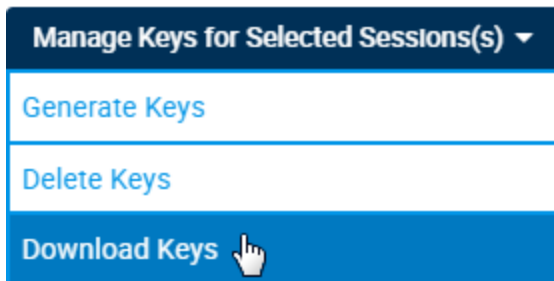 Manage Keys for Selected Sessions(s)
Generate Keys
Delete Keys
Download Keys